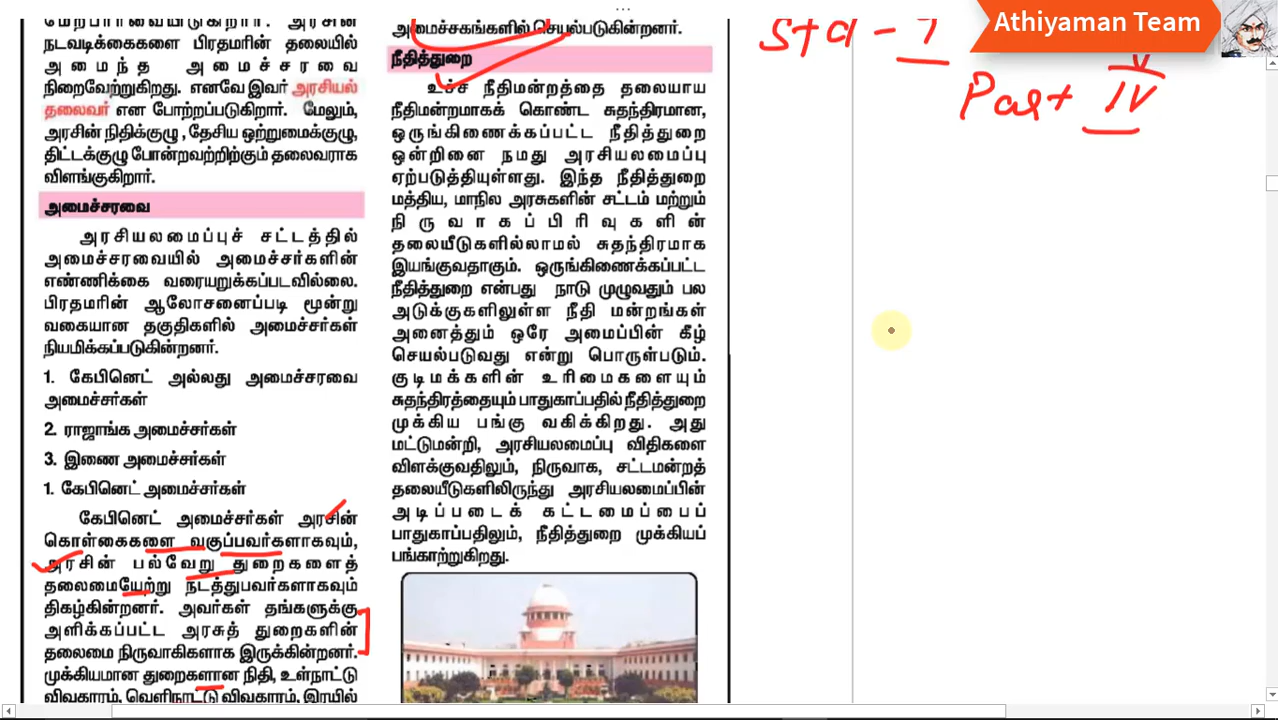 மேற்பார்வையிடுகிறார். அரசின்
நடவடிக்கைகளை பிரதமரின் தலையில்
அமைந்த அமைச்சரவை
நிறைவேற்றுகிறது. எனவே இவர் அரசியல்
தலைவர் என போற்றப்படுகிறார். மேலும்,
அரசின் நிதிக்குழு, தேசிய ஒற்றுமைக்குழு,
திட்டக்குழு போன்றவற்றிற்கும் தலைவராக
விளங்குகிறார்.
அமைச்சரவை
அரசியலமைப்புச் சட்டத்தில்
அமைச்சரவையில் அமைச்சர்களின்
எண்ணிக்கை வரையறுக்கப்படவில்லை.
பிரதமரின் ஆலோசனைப்படி மூன்று
வகையான தகுதிகளில் அமைச்சர்கள்
நியமிக்கப்படுகின்றனர்.
1. கேபினெட் அல்லது அமைச்சரவை
அமைச்சர்கள்
2. ராஜாங்க அமைச்சர்கள்
3. இணை அமைச்சர்கள்
1. கேபினெட் அமைச்சர்கள்
கேபினெட் அமைச்சர்கள் அரசின்
கொள்கைகளை வகுப்பவர்களாகவும்,
அரசின் பல்வேறு துறைகளைத்
தலைமையேற்று நடத்துபவர்களாகவும்
திகழ்கின்றனர். அவர்கள் தங்களுக்கு
அளிக்கப்பட்ட அரசுத் துறைகளின்
தலைமை நிருவாகிகளாக இருக்கின்றனர்.
முக்கியமான துறைகளான நிதி, உள்நாட்டு
விவகாரம், வெளிநாட்டு விவகாரம், இரயில்
அமைச்சகங்களில் செயல்படுகின்றனர்.
நீதித்துறை
உச்ச நீதிமன்றத்தை தலையாய
நீதிமன்றமாகக் கொண்ட சுதந்திரமான,
ஒருங்கிணைக்கப்பட்ட நீதித்துறை
ஒன்றினை நமது அரசியலமைப்பு
ஏற்படுத்தியுள்ளது. இந்த நீதித்துறை
மத்திய, மாநில அரசுகளின் சட்டம் மற்றும்
நிருவாகப்பிரிவுகளின்
தலையீடுகளில்லாமல் சுதந்திரமாக
இயங்குவதாகும். ஒருங்கிணைக்கப்பட்ட
நீதித்துறை என்பது நாடு முழுவதும் பல
அடுக்குகளிலுள்ள நீதி மன்றங்கள்
அனைத்தும் ஒரே அமைப்பின் கீழ்
செயல்படுவது என்று பொருள்படும்.
குடிமக்களின் உரிமைகளையும்
சுதந்திரத்தையும் பாதுகாப்பதில் நீதித்துறை
முக்கிய பங்கு வகிக்கிறது. அது
மட்டுமன்றி, அரசியலமைப்பு விதிகளை
விளக்குவதிலும், நிருவாக, சட்டமன்றத்
தலையீடுகளிலிருந்து அரசியலமைப்பின்
அடிப்படைக் கட்டமைப்பைப்
பாதுகாப்பதிலும், நீதித்துறை முக்கியப்
பங்காற்றுகிறது.
Athiyaman Team
Std -
Part IV